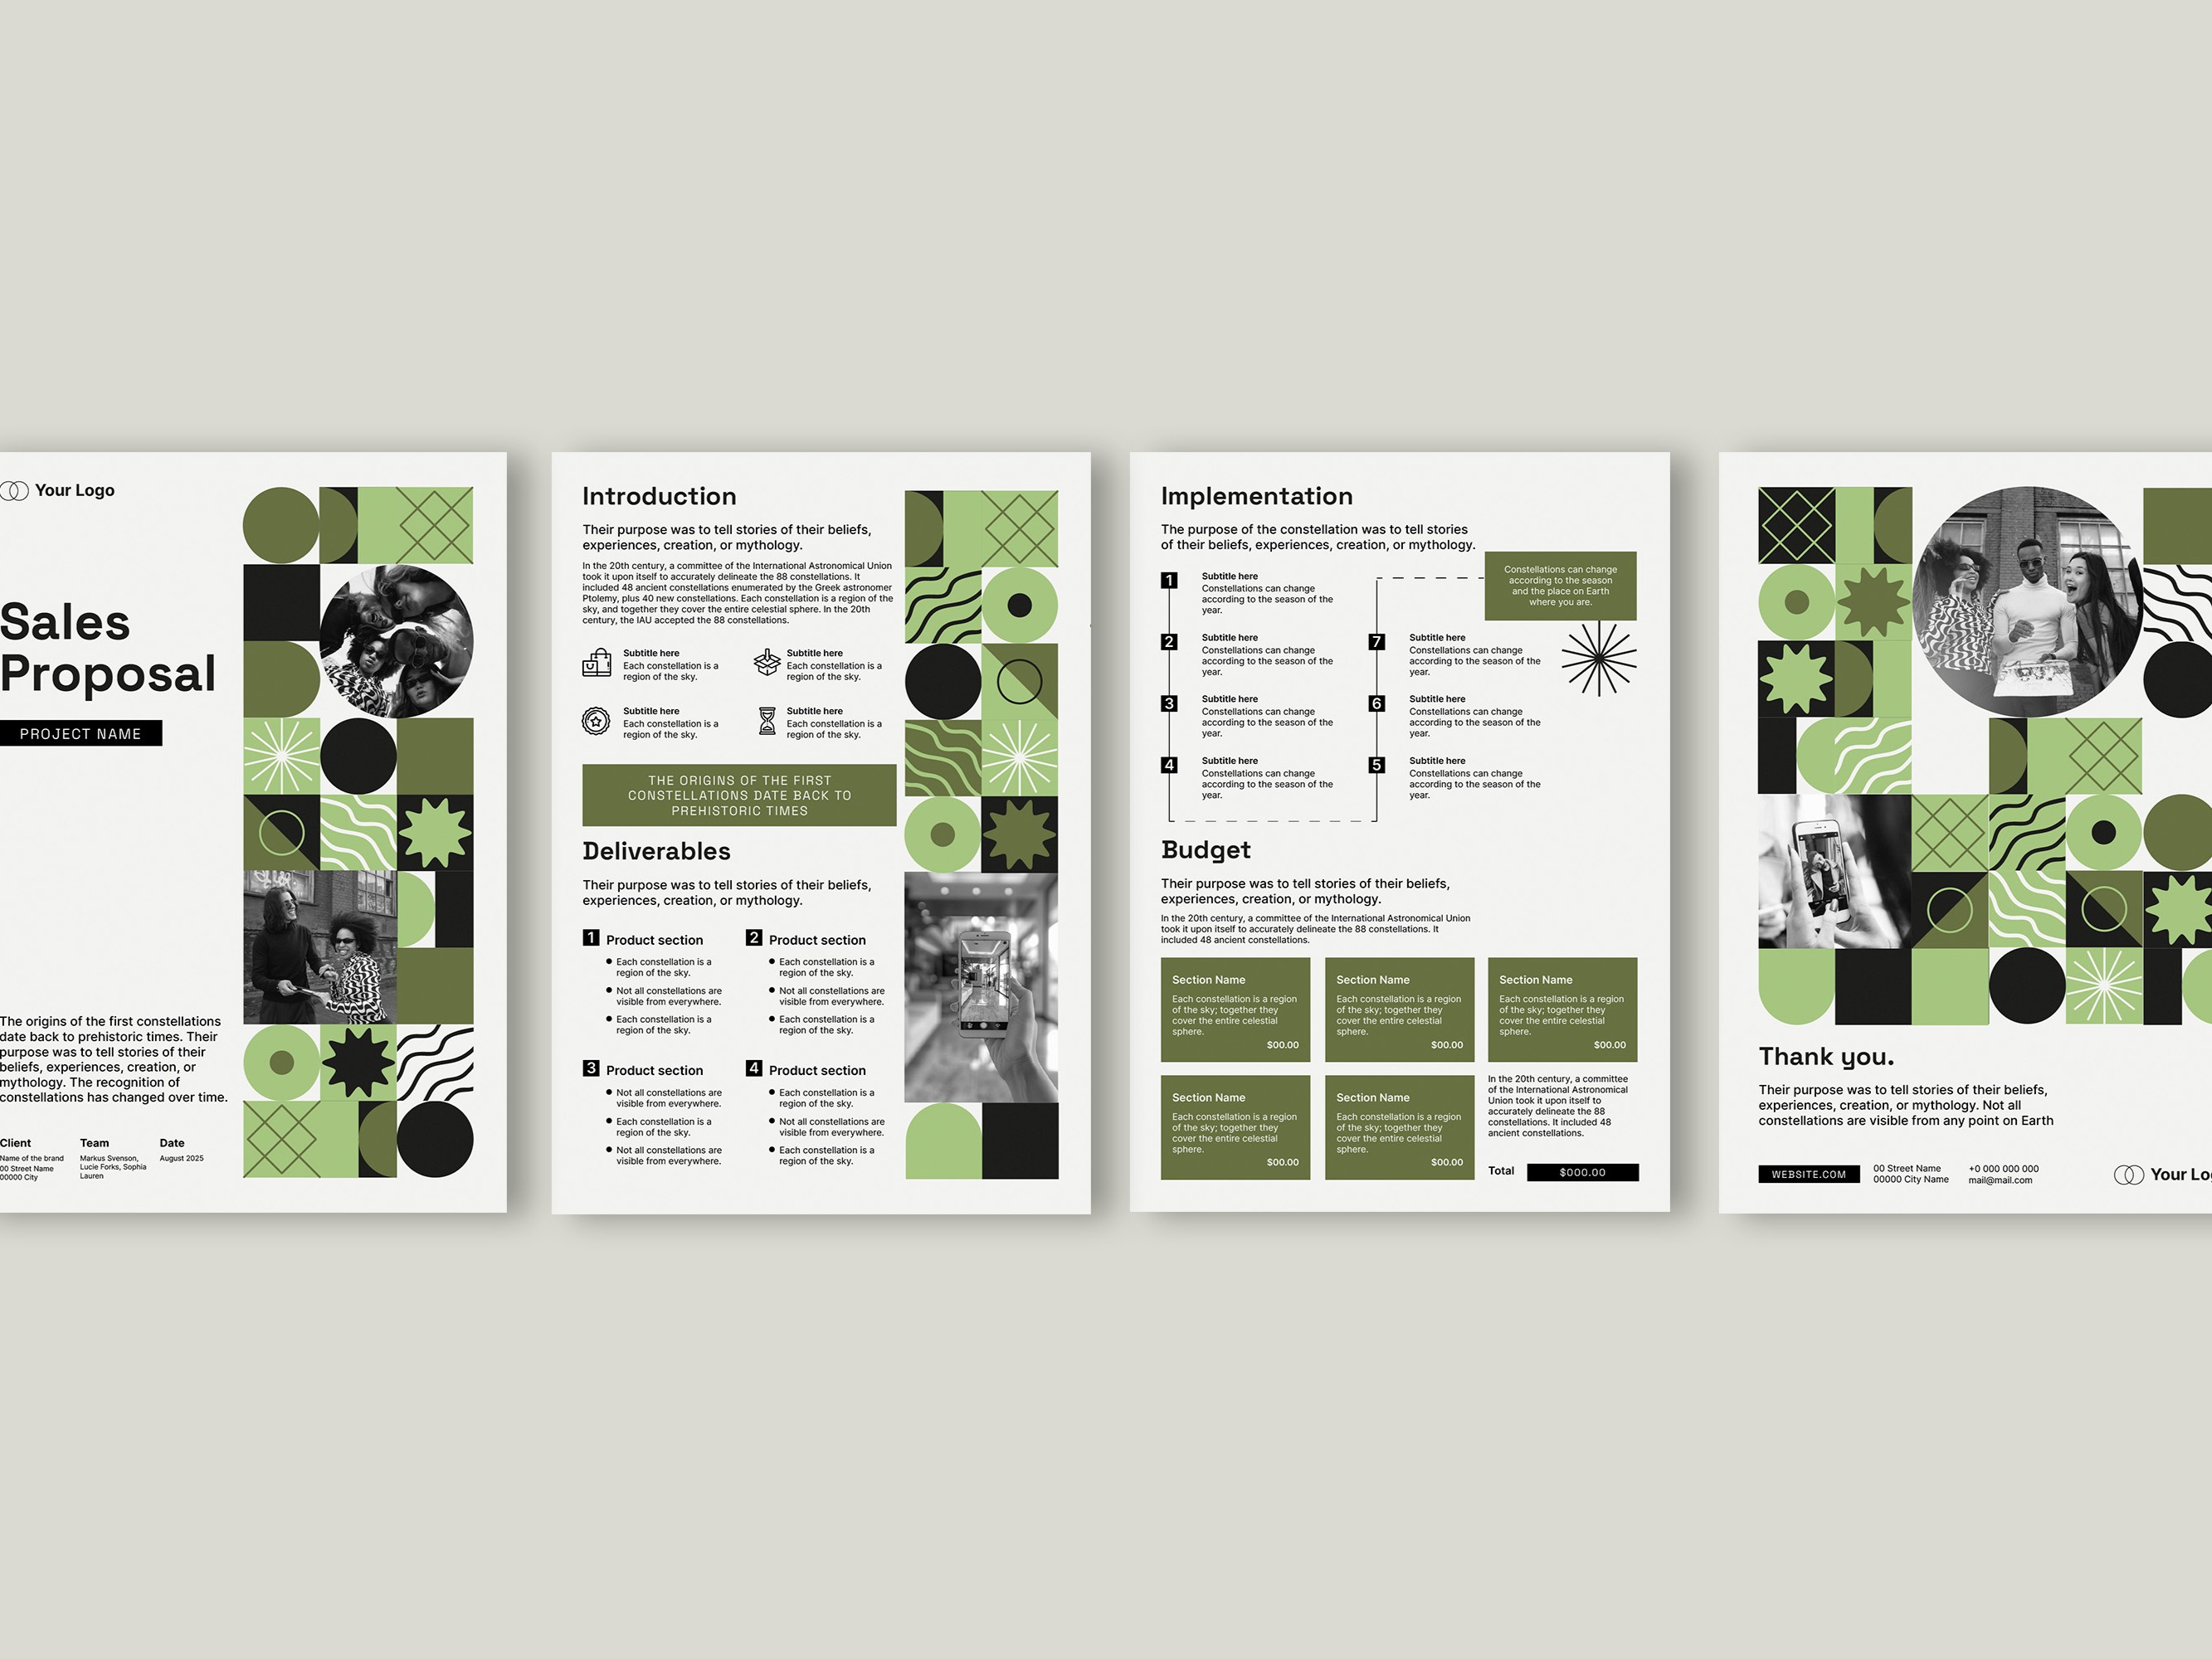 Your Logo
Sales
Proposal
PROJECT NAME
The origins of the first constellations
date back to prehistoric times. Their
purpose was to tell stories of their
beliefs, experiences, creation, or
mythology. The recognition of
constellations has changed over time.
Client
Name of the brand
00 Street Name
00000 City
Team
Markus Svenson,
Lucie Forks, Sophia
Lauren
Date
August 2025
Introduction
Their purpose was to tell stories of their beliefs,
experiences, creation, or mythology.
In the 20th century, a committee of the International Astronomical Union
took it upon itself to accurately delineate the 88 constellations. It
included 48 ancient constellations enumerated by the Greek astronomer
Ptolemy, plus 40 new constellations. Each constellation is a region of the
sky, and together they cover the entire celestial sphere. In the 20th
century, the IAU accepted the 88 constellations.
Subtitle here
Each constellation is a
region of the sky.
Subtitle here
Each constellation is a
region of the sky.
Subtitle here
Each constellation is a
region of the sky.
Subtitle here
Each constellation is a
region of the sky.
THE ORIGINS OF THE FIRST
CONSTELLATIONS DATE BACK TO
PREHISTORIC TIMES
Deliverables
Their purpose was to tell stories of their beliefs,
experiences, creation, or mythology.
1 Product section
Each constellation is a
region of the sky.
Not all constellations are
visible from everywhere.
Each constellation is a
region of the sky.
2 Product section
Each constellation is a
region of the sky.
Not all constellations are
visible from everywhere.
Each constellation is a
region of the sky.
3 Product section
Not all constellations are
visible from everywhere.
Each constellation is a
region of the sky.
Not all constellations are
visible from everywhere.
4 Product section
Each constellation is a
region of the sky.
Not all constellations are
visible from everywhere.
Each constellation is a
region of the sky.
Implementation
The purpose of the constellation was to tell stories
of their beliefs, experiences, creation, or mythology.
1 Subtitle here
Constellations can change
according to the season of the
year.
2 Subtitle here
Constellations can change
according to the season of the
year.
3 Subtitle here
Constellations can change
according to the season of the
year.
4 Subtitle here
Constellations can change
according to the season of the
year.
5 Subtitle here
Constellations can change
according to the season of the
year.
6 Subtitle here
Constellations can change
according to the season of the
year.
7 Subtitle here
Constellations can change
according to the season of the
year.
Constellations can change
according to the season
and the place on Earth
where you are.
Budget
Their purpose was to tell stories of their beliefs,
experiences, creation, or mythology.
In the 20th century, a committee of the International Astronomical Union
took it upon itself to accurately delineate the 88 constellations. It
included 48 ancient constellations.
Section Name
Each constellation is a region
of the sky; together they
cover the entire celestial
sphere.
$00.00
Section Name
Each constellation is a region
of the sky; together they
cover the entire celestial
sphere.
$00.00
Section Name
Each constellation is a region
of the sky; together they
cover the entire celestial
sphere.
$00.00
Section Name
Each constellation is a region
of the sky; together they
cover the entire celestial
sphere.
$00.00
Section Name
Each constellation is a region
of the sky; together they
cover the entire celestial
sphere.
$00.00
In the 20th century, a committee
of the International Astronomical
Union took it upon itself to
accurately delineate the 88
constellations. It included 48
ancient constellations.
Total $000.00
Thank you.
Their purpose was to tell stories of their beliefs,
experiences, creation, or mythology. Not all
constellations are visible from any point on Earth
WEBSITE.COM
00 Street Name
00000 City Name
+0 000 000 000
mail@mail.com
Your Lo